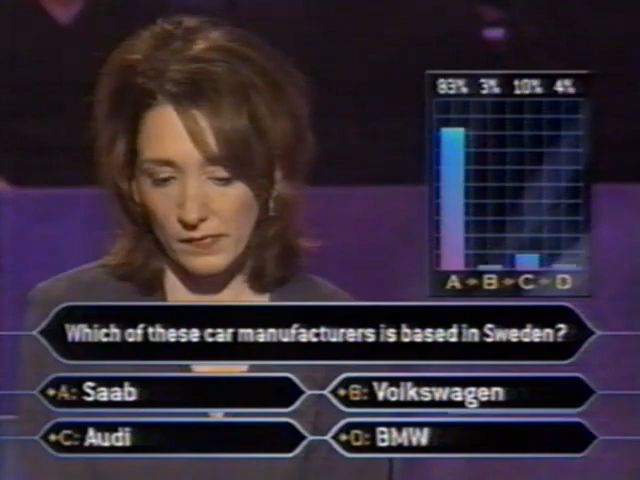 83% 3% 10% 4%
A B C D
Which of these car manufacturers is based in Sweden?
A: Saab
B: Volkswagen
C: Audi
D: BMW